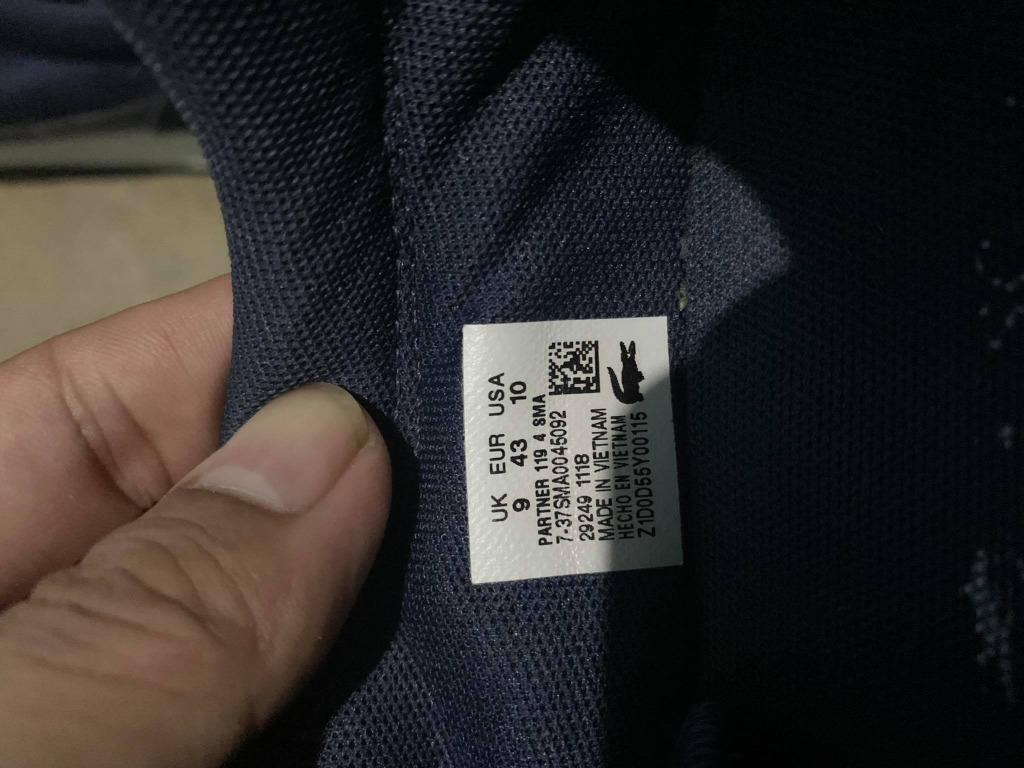 UK EUR USA
9 43 10
PARTNER 119 4 SMA
7-37SMA0045092
29249 1118
MADE IN VIETNAM
HECHO EN VIETNAM
Z1D0D55Y00115